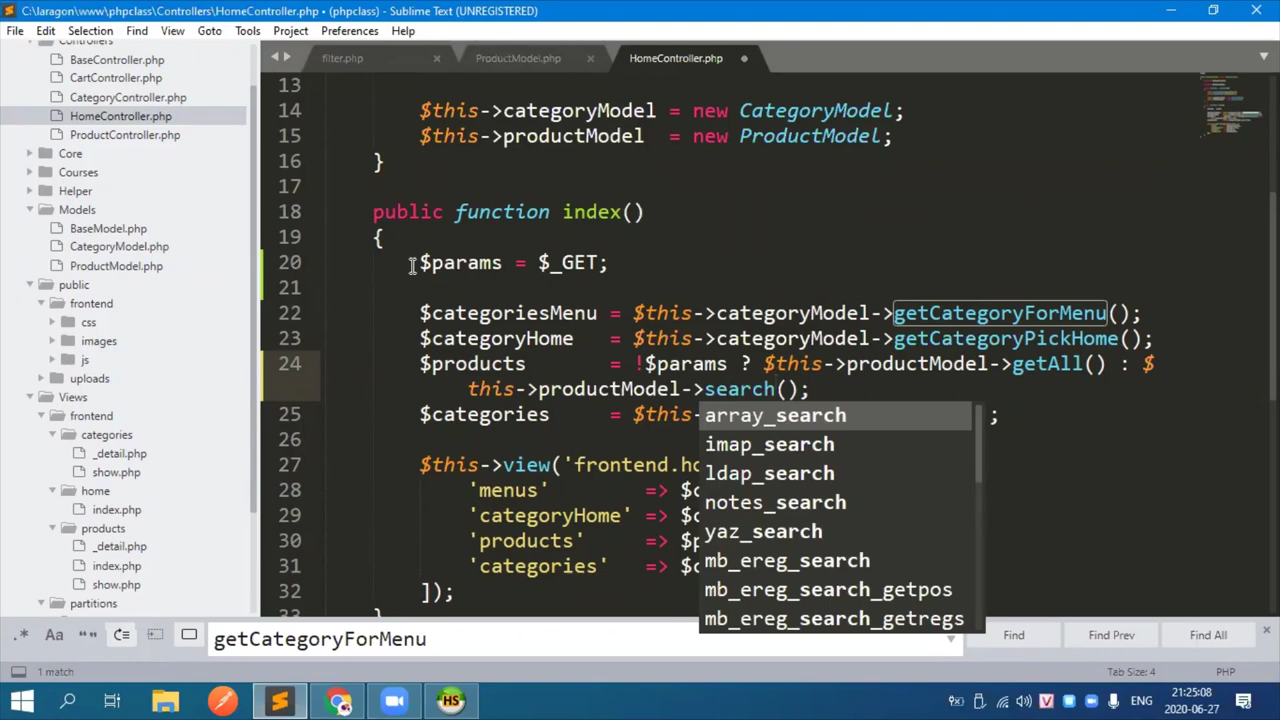 C:\laragon\www\phpclass\Controllers\HomeController.php • (phpclass) - Sublime Text (UNREGISTERED)
File Edit Selection Find View Goto Tools Project Preferences Help
Controllers
BaseController.php
CartController.php
CategoryController.php
HomeController.php
ProductController.php
Core
Courses
Helper
Models
BaseModel.php
CategoryModel.php
ProductModel.php
public
frontend
css
images
js
uploads
Views
frontend
categories
_detail.php
show.php
home
index.php
products
_detail.php
index.php
show.php
partitions
filter.php ProductModel.php HomeController.php
13
14 $this->categoryModel = new CategoryModel;
15 $this->productModel = new ProductModel;
16 }
17
18 public function index()
19 {
20 $params = $_GET;
21
22 $categoriesMenu = $this->categoryModel->getCategoryForMenu();
23 $categoryHome = $this->categoryModel->getCategoryPickHome();
24 $products = !$params ? $this->productModel->getAll() : $
this->productModel->search();
25 $categories = $this- ;
26
27 $this->view('frontend.ho
28 'menus' => $c
29 'categoryHome' => $c
30 'products' => $p
31 'categories' => $c
32 ]);
33 }
array_search
imap_search
ldap_search
notes_search
yaz_search
mb_ereg_search
mb_ereg_search_getpos
mb_ereg_search_getregs
.* Aa “” getCategoryForMenu Find Find Prev Find All
1 match Tab Size: 4 PHP
HS V ENG 21:25:08
2020-06-27